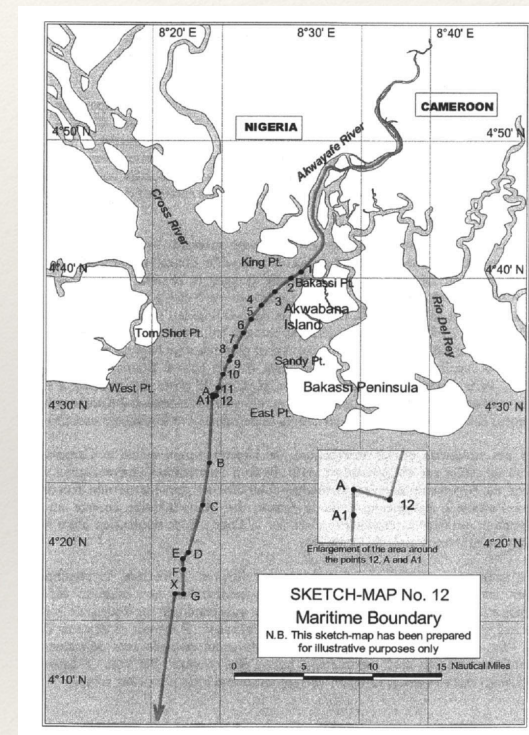 8°20' E
8°30' E
8°40' E
NIGERIA
CAMEROON
4°50' N
4°50' N
Akwayafe River
Cross River
King Pt.
1
4°40' N
4°40' N
2
Bakassi Pt.
3
4
Akwabana
Island
5
6
Rio Del Rey
Tom Shot Pt.
7
8
9
Sandy Pt.
10
West Pt.
11
Bakassi Peninsula
A
12
A1
4°30' N
4°30' N
East Pt.
B
A
12
A1
C
Enlargement of the area around
the points 12, A and A1
4°20' N
4°20' N
D
E
F
X
G
SKETCH-MAP No. 12
Maritime Boundary
N.B. This sketch-map has been prepared
for illustrative purposes only
0
5
10
15 Nautical Miles
4°10' N